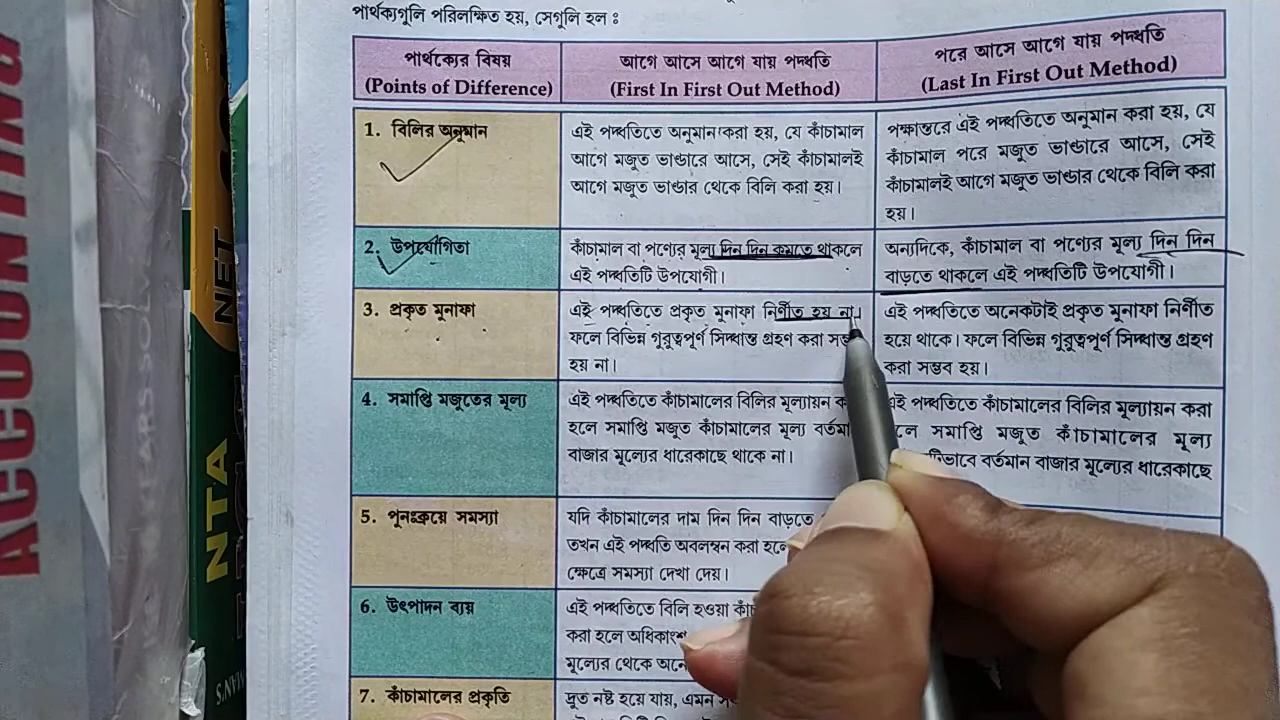 পার্থক্যগুলি পরিলক্ষিত হয়, সেগুলি হল :
পার্থক্যের বিষয়
(Points of Difference)
আগে আসে আগে যায় পদ্ধতি
(First In First Out Method)
পরে আসে আগে যায় পদ্ধতি
(Last In First Out Method)
1. বিলির অনুমান
এই পদ্ধতিতে অনুমান করা হয়, যে কাঁচামাল
আগে মজুত ভাণ্ডারে আসে, সেই কাঁচামালই
আগে মজুত ভাণ্ডার থেকে বিলি করা হয়।
পক্ষান্তরে এই পদ্ধতিতে অনুমান করা হয়, যে
কাঁচামাল পরে মজুত ভাণ্ডারে আসে, সেই
কাঁচামালই আগে মজুত ভাণ্ডার থেকে বিলি করা
হয়।
2. উপযোগিতা
কাঁচামাল বা পণ্যের মূল্য দিন দিন কমতে থাকলে
এই পদ্ধতিটি উপযোগী।
অন্যদিকে, কাঁচামাল বা পণ্যের মূল্য দিন দিন
বাড়তে থাকলে এই পদ্ধতিটি উপযোগী।
3. প্রকৃত মুনাফা
এই পদ্ধতিতে প্রকৃত মুনাফা নির্ণীত হয় না।
ফলে বিভিন্ন গুরুত্বপূর্ণ সিদ্ধান্ত গ্রহণ করা
হয় না।
এই পদ্ধতিতে অনেকটাই প্রকৃত মুনাফা নির্ণীত
হয়ে থাকে। ফলে বিভিন্ন গুরুত্বপূর্ণ সিদ্ধান্ত গ্রহণ
করা সম্ভব হয়।
4. সমাপ্তি মজুতের মূল্য
এই পদ্ধতিতে কাঁচামালের বিলির মূল্যায়ন
হলে সমাপ্তি মজুত কাঁচামালের মূল্য
বাজার মূল্যের ধারেকাছে থাকে না।
এই পদ্ধতিতে কাঁচামালের বিলির মূল্যায়ন করা
সমাপ্তি মজুত কাঁচামালের মূল্য
বর্তমান বাজার মূল্যের ধারেকাছে
5. পুনঃক্রয়ে সমস্যা
যদি কাঁচামালের দাম দিন দিন বাড়তে
তখন এই পদ্ধতি অবলম্বন করা
ক্ষেত্রে সমস্যা দেখা দেয়।
6. উৎপাদন ব্যয়
এই পদ্ধতিতে বিলি হওয়া
করা হলে
মূল্যের থেকে
7. কাঁচামালের প্রকৃতি
দ্রুত নষ্ট হয়ে যায়, এমন
ACCOUNTING
NTA
NET